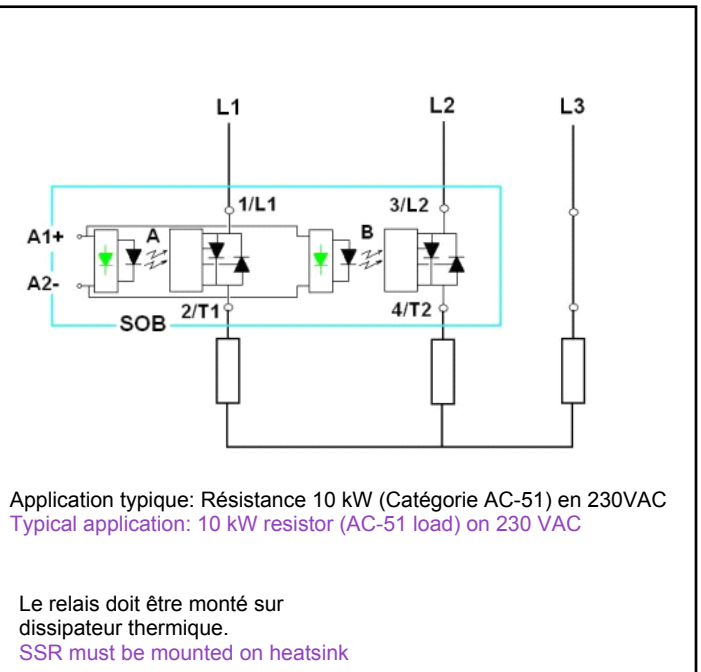 L1
L2
L3
1/L1
3/L2
A1+
A
B
A2-
2/T1
4/T2
SOB
Application typique: Résistance 10 kW (Catégorie AC-51) en 230VAC
Typical application: 10 kW resistor (AC-51 load) on 230 VAC
Le relais doit être monté sur
dissipateur thermique.
SSR must be mounted on heatsink